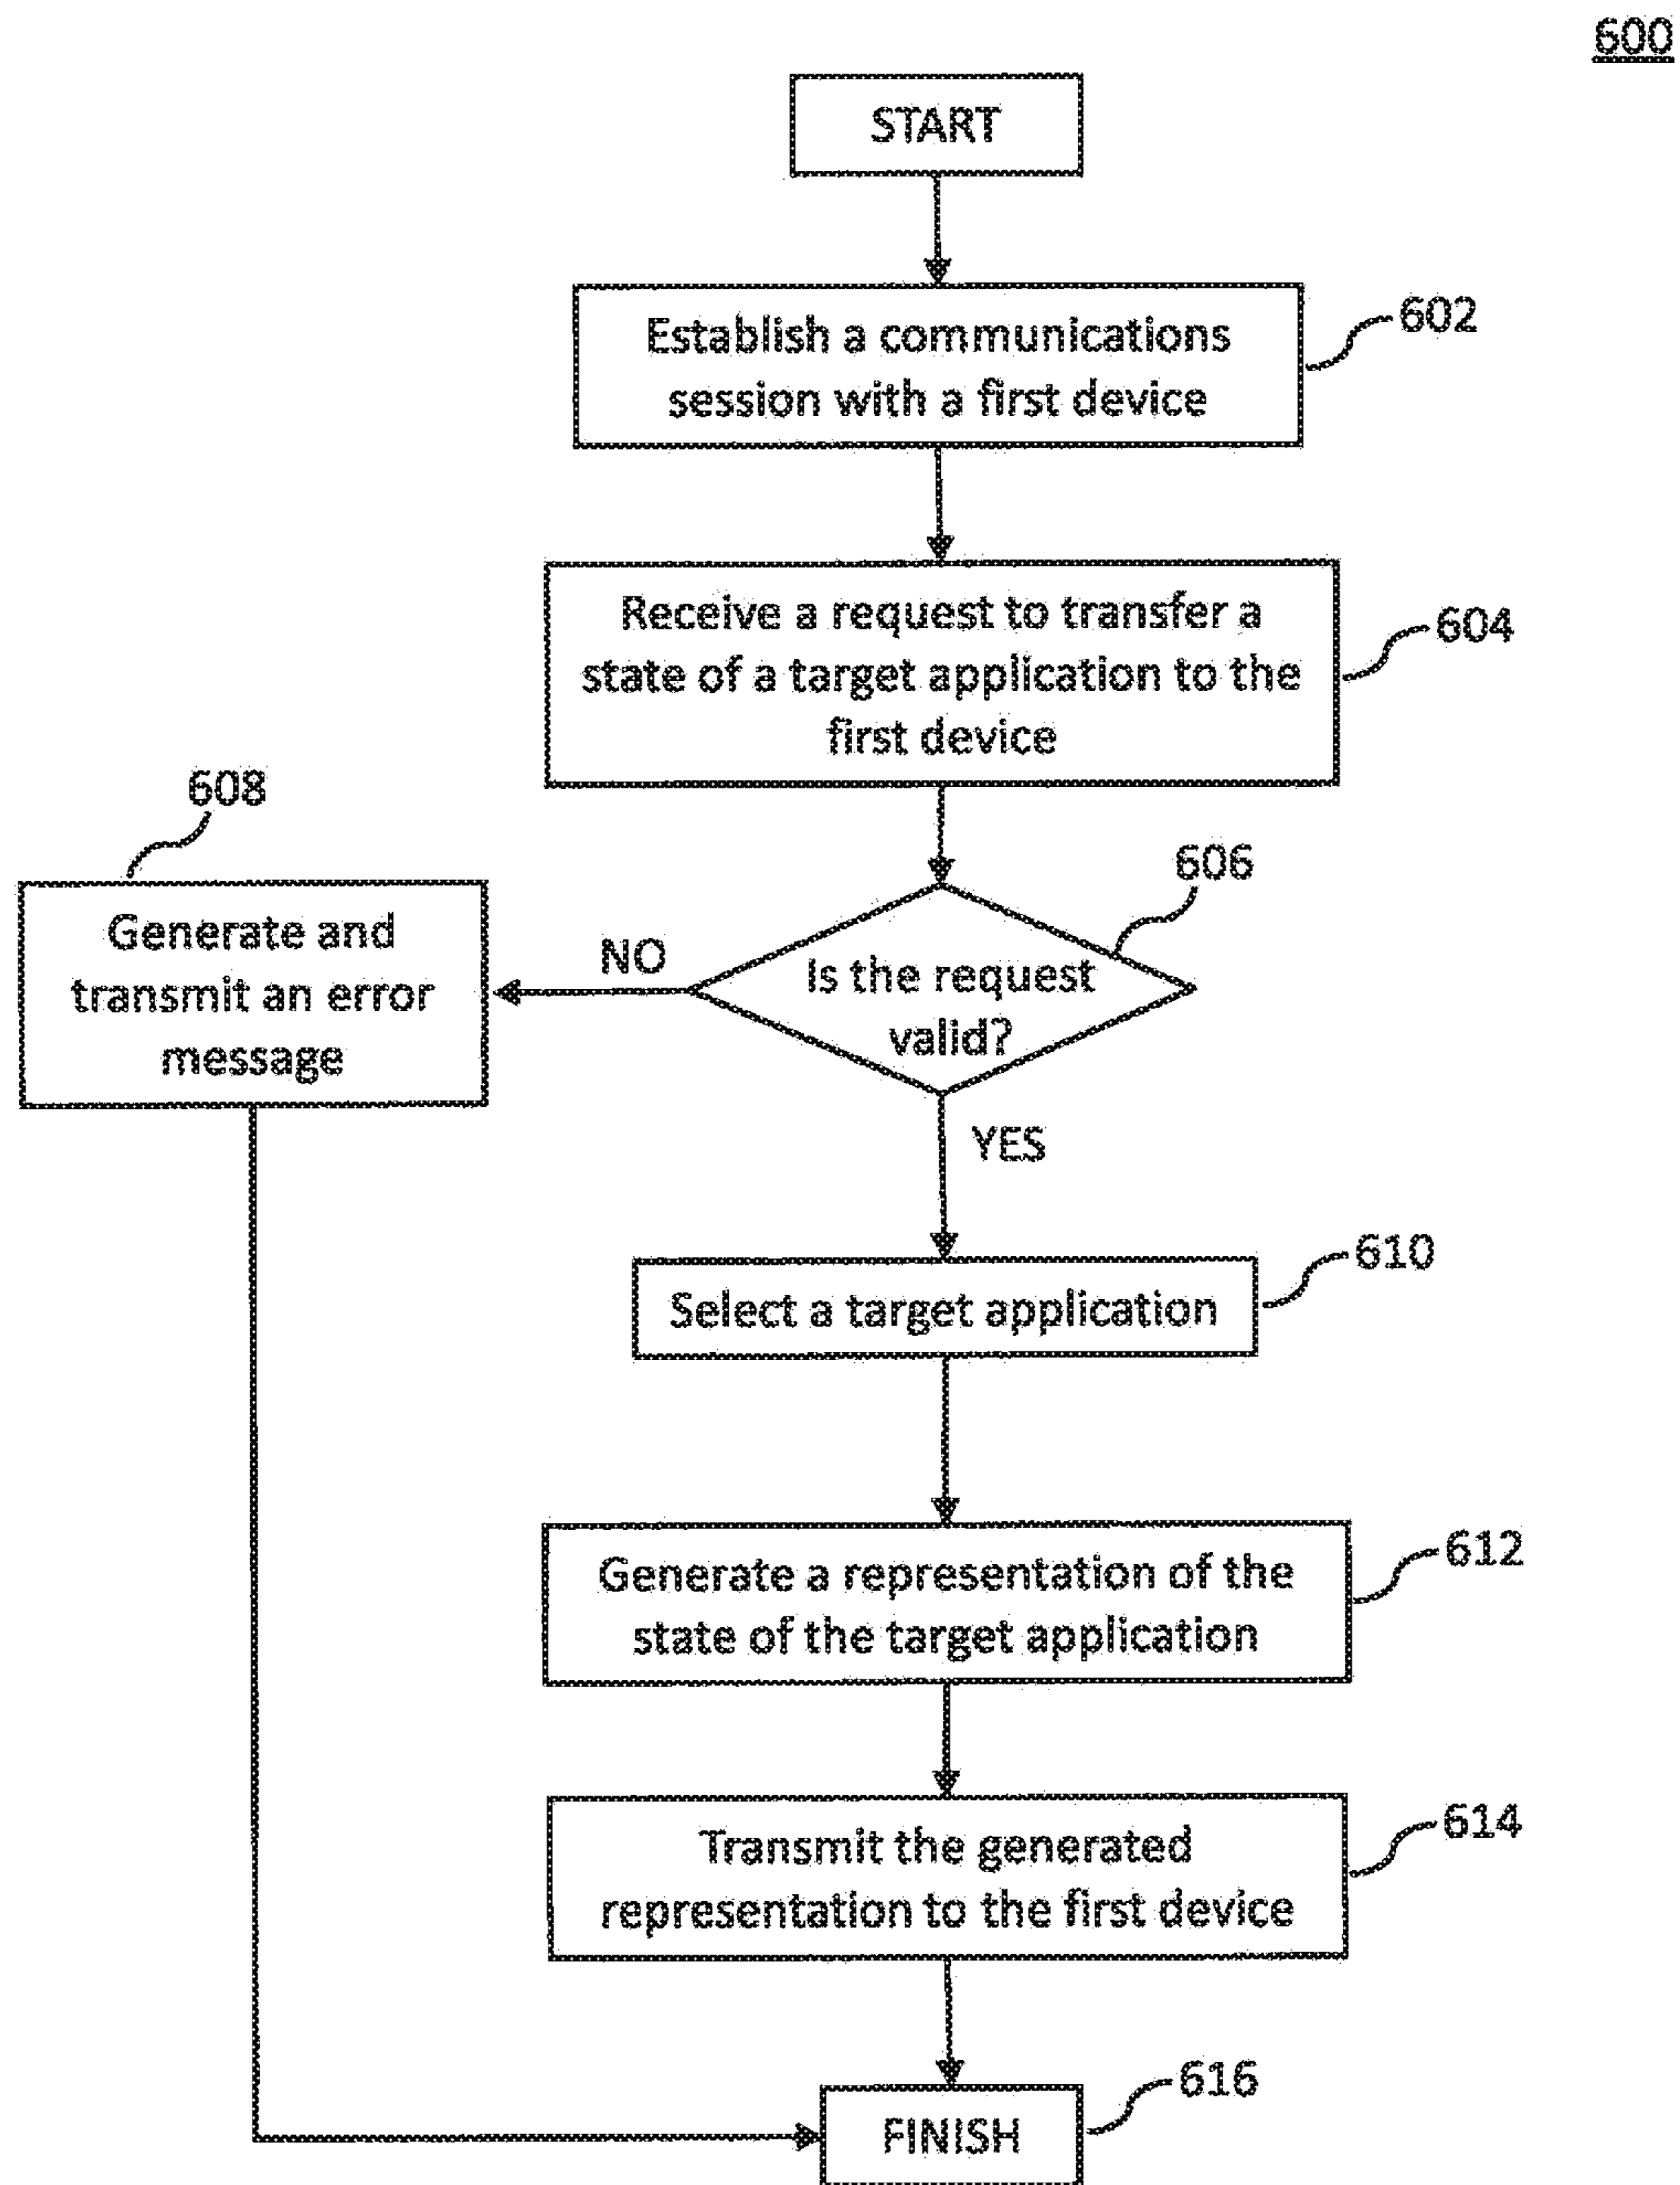 600
START
Establish a communications
session with a first device
602
Receive a request to transfer a
state of a target application to the
first device
604
606
Is the request
valid?
NO
608
Generate and
transmit an error
message
YES
Select a target application
610
Generate a representation of the
state of the target application
612
Transmit the generated
representation to the first device
614
FINISH
616